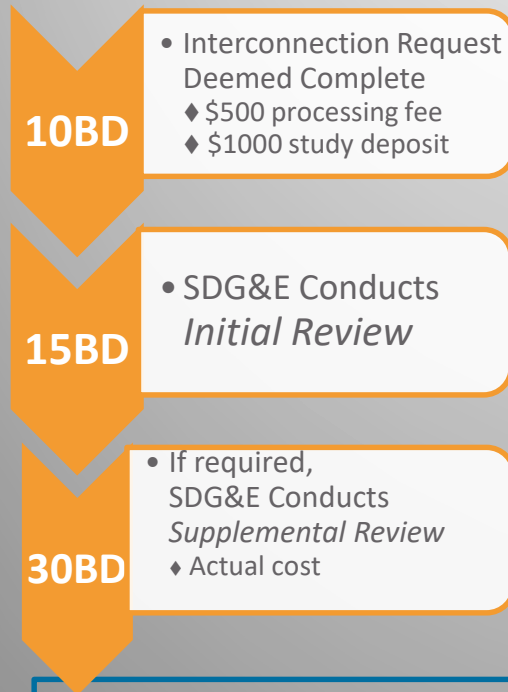 10BD
• Interconnection Request
Deemed Complete
♦ $500 processing fee
♦ $1000 study deposit
15BD
• SDG&E Conducts
Initial Review
30BD
• If required,
SDG&E Conducts
Supplemental Review
♦ Actual cost